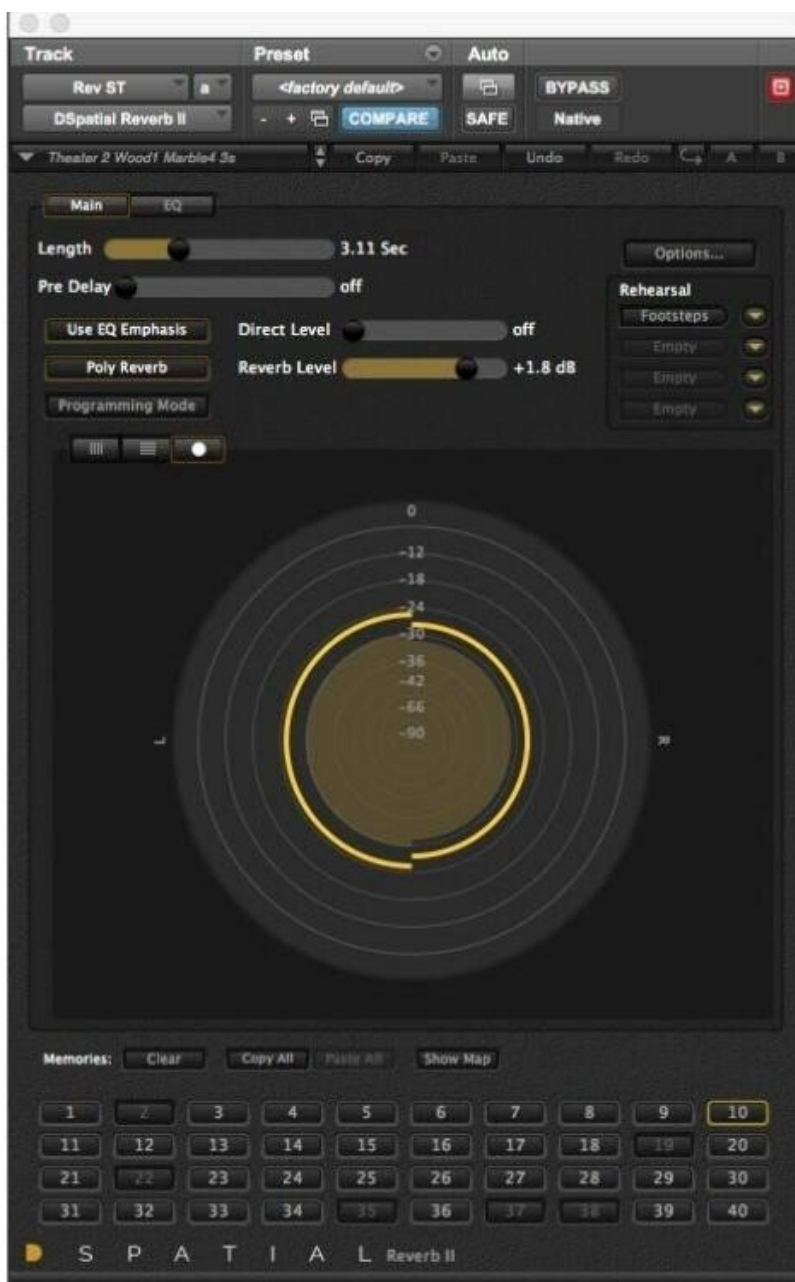 Track Preset Auto
Rev ST a <factory default> BYPASS
DSpatial Reverb II - + COMPARE SAFE Native
Theater 2 Wood1 Marble4 3s Copy Paste Undo Redo A B
Main EQ
Length 3.11 Sec Options...
Pre Delay off Rehearsal
Footsteps
Use EQ Emphasis Direct Level off
Empty
Poly Reverb Reverb Level +1.8 dB
Empty
Programming Mode Empty
0
-12
-18
-24
-30
-36
-42
-66
-90
L R
Memories: Clear Copy All Paste All Show Map
1 2 3 4 5 6 7 8 9 10
11 12 13 14 15 16 17 18 19 20
21 22 23 24 25 26 27 28 29 30
31 32 33 34 35 36 37 38 39 40
D S P A T I A L Reverb II